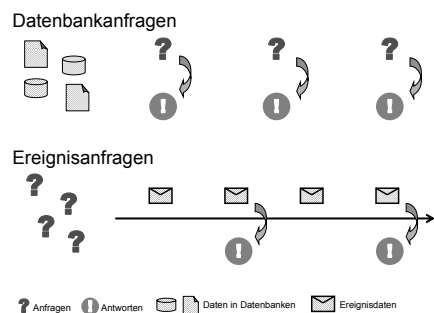 Datenbankanfragen
Ereignisanfragen
Anfragen Antworten Daten in Datenbanken Ereignisdaten